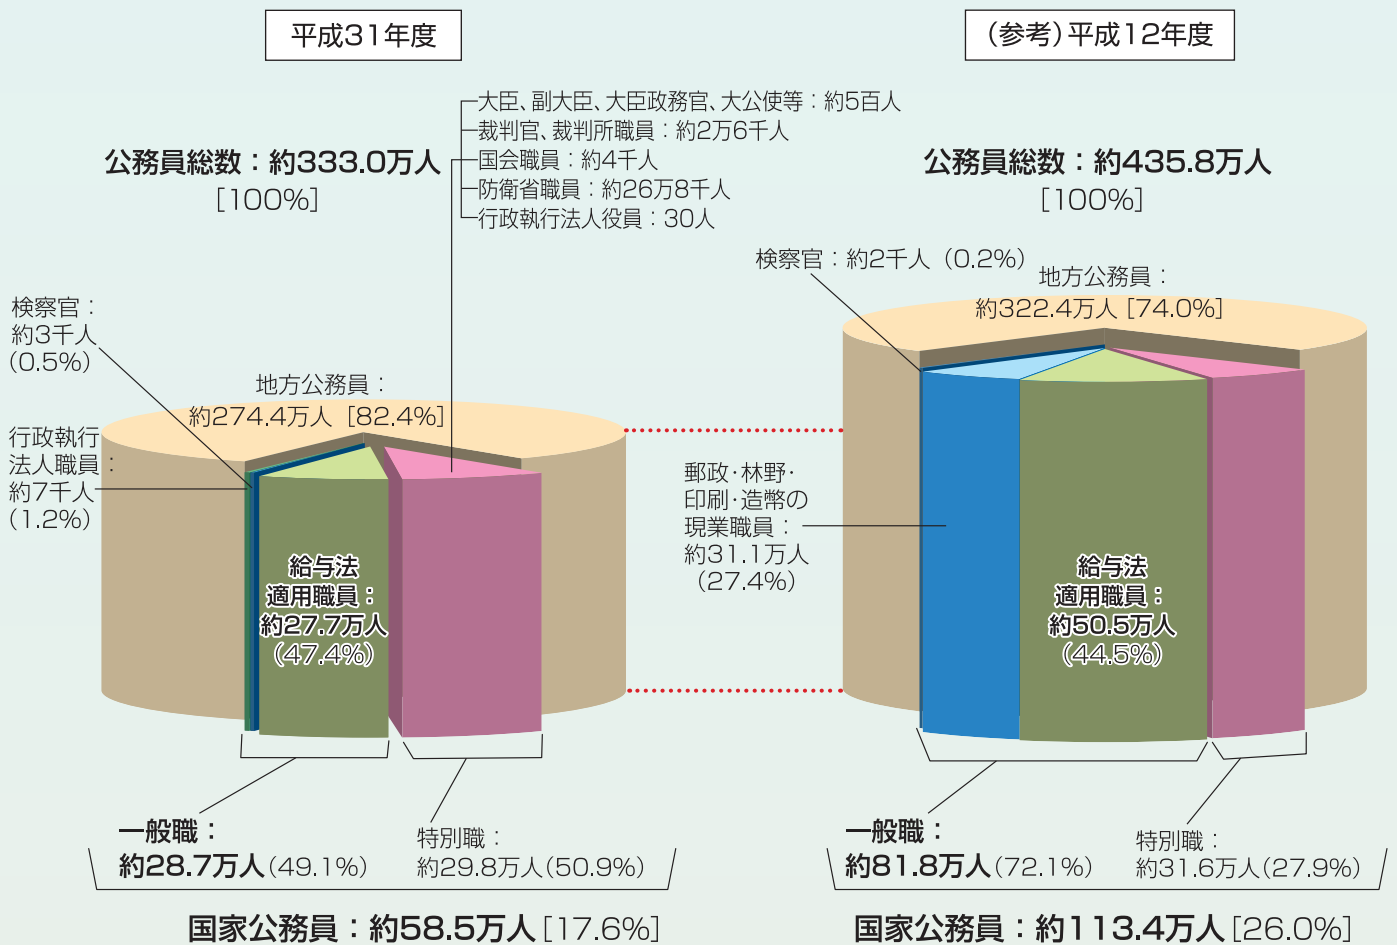 平成31年度
公務員総数：約333.0万人
[100%]
大臣、副大臣、大臣政務官、大公使等：約5百人
裁判官、裁判所職員：約2万6千人
国会職員：約4千人
防衛省職員：約26万8千人
行政執行法人役員：30人
検察官：
約3千人
(0.5%)
地方公務員：
約274.4万人 [82.4%]
行政執行
法人職員：
約7千人
(1.2%)
給与法
適用職員：
約27.7万人
(47.4%)
一般職：
約28.7万人(49.1%)
特別職：
約29.8万人(50.9%)
国家公務員：約58.5万人[17.6%]
(参考)平成12年度
公務員総数：約435.8万人
[100%]
検察官：約2千人 (0.2%)
地方公務員：
約322.4万人 [74.0%]
郵政・林野・
印刷・造幣の
現業職員：
約31.1万人
(27.4%)
給与法
適用職員：
約50.5万人
(44.5%)
一般職：
約81.8万人(72.1%)
特別職：
約31.6万人(27.9%)
国家公務員：約113.4万人[26.0%]